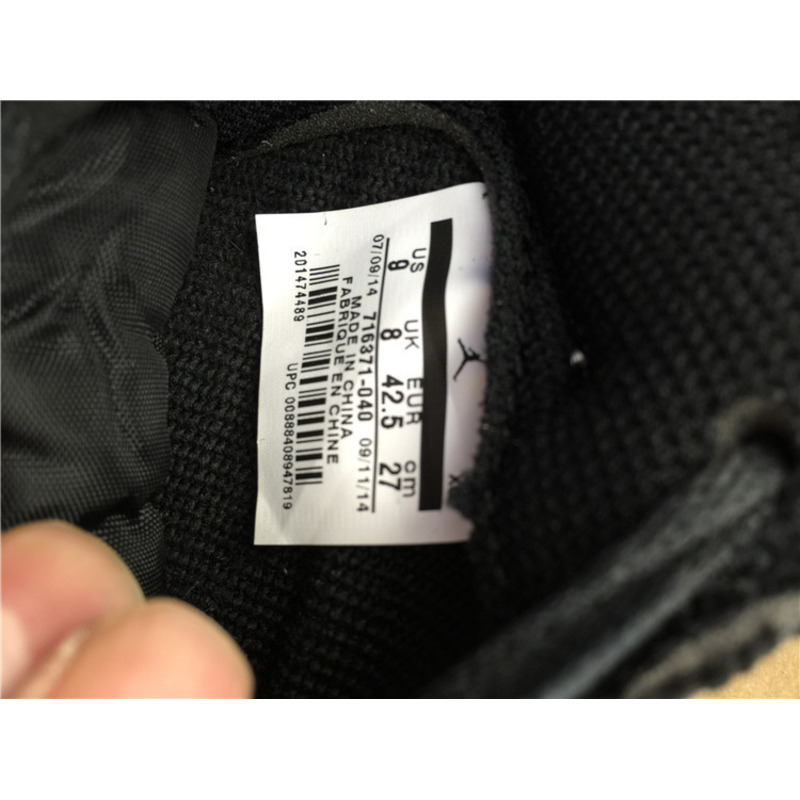 US UK EUR cm
9 8 42.5 27
07/09/14 716371-040 09/11/14
MADE IN CHINA
FABRIQUE EN CHINE
201474489
UPC 00888408947819